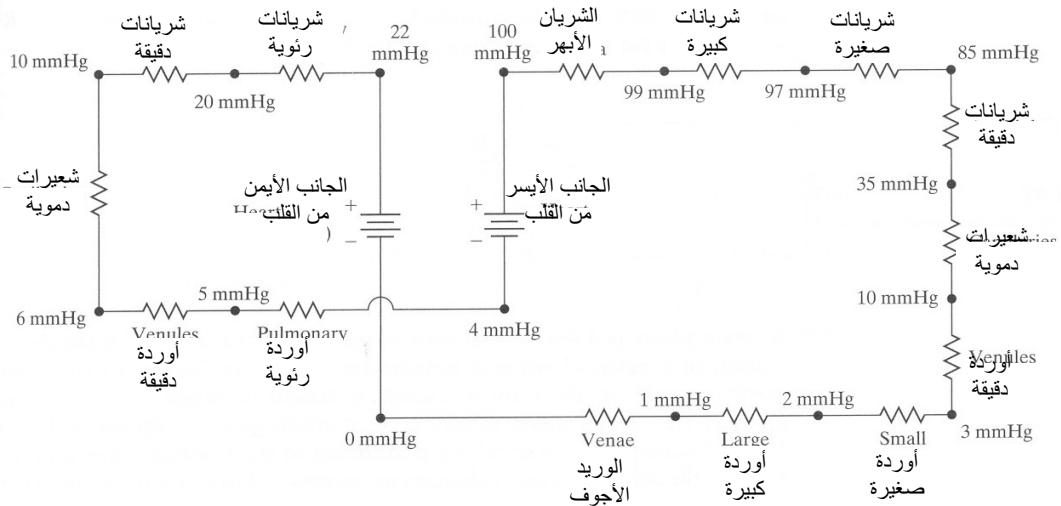 شريانات
دقيقة
شريانات
رئوية
22
mmHg
100
mmHg
الشريان
الأبهر
شريانات
كبيرة
شريانات
صغيرة
85 mmHg
10 mmHg
20 mmHg
99 mmHg
97 mmHg
شريانات
دقيقة
شعيرات
دموية
الجانب الأيمن
من القلب
+
–
الجانب الأيسر
من القلب
+
–
35 mmHg
شعيرات
دموية
10 mmHg
6 mmHg
5 mmHg
4 mmHg
Venules
أوردة
دقيقة
Pulmonary
أوردة
رئوية
Venules
أوردة
دقيقة
0 mmHg
1 mmHg
2 mmHg
3 mmHg
Venae
الوريد
الأجوف
Large
أوردة
كبيرة
Small
أوردة
صغيرة